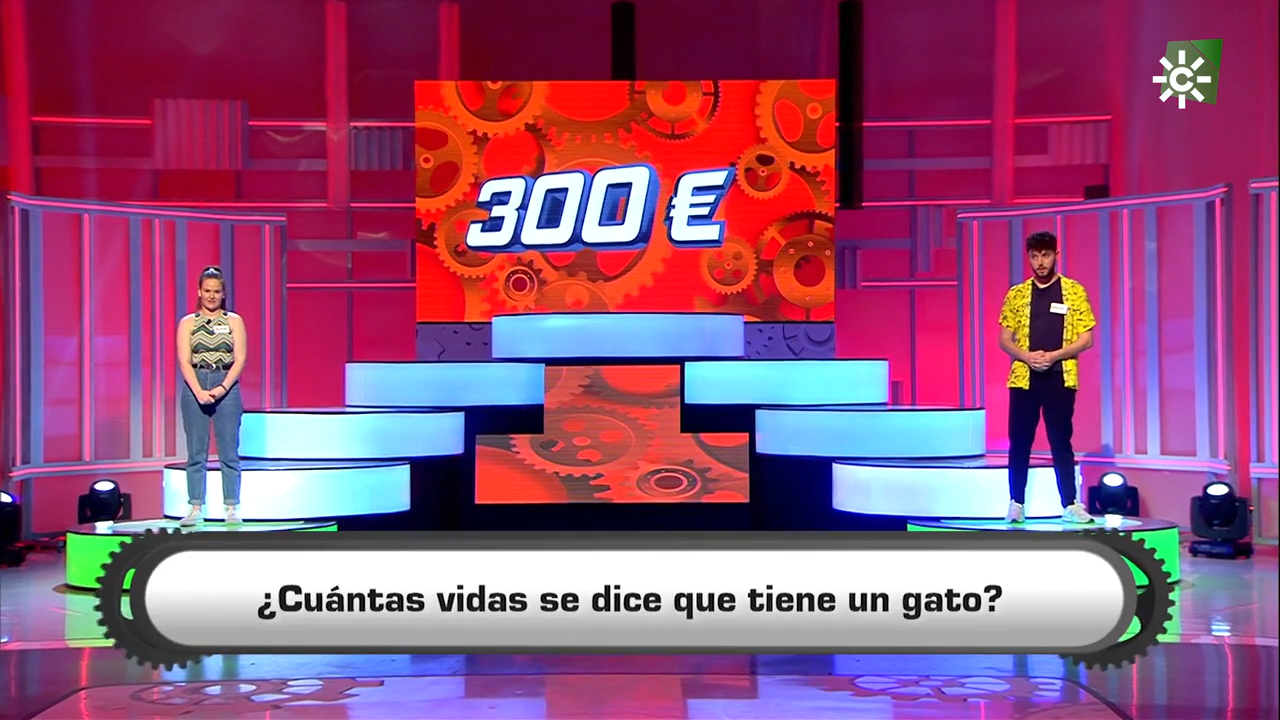 300 €
¿Cuántas vidas se dice que tiene un gato?